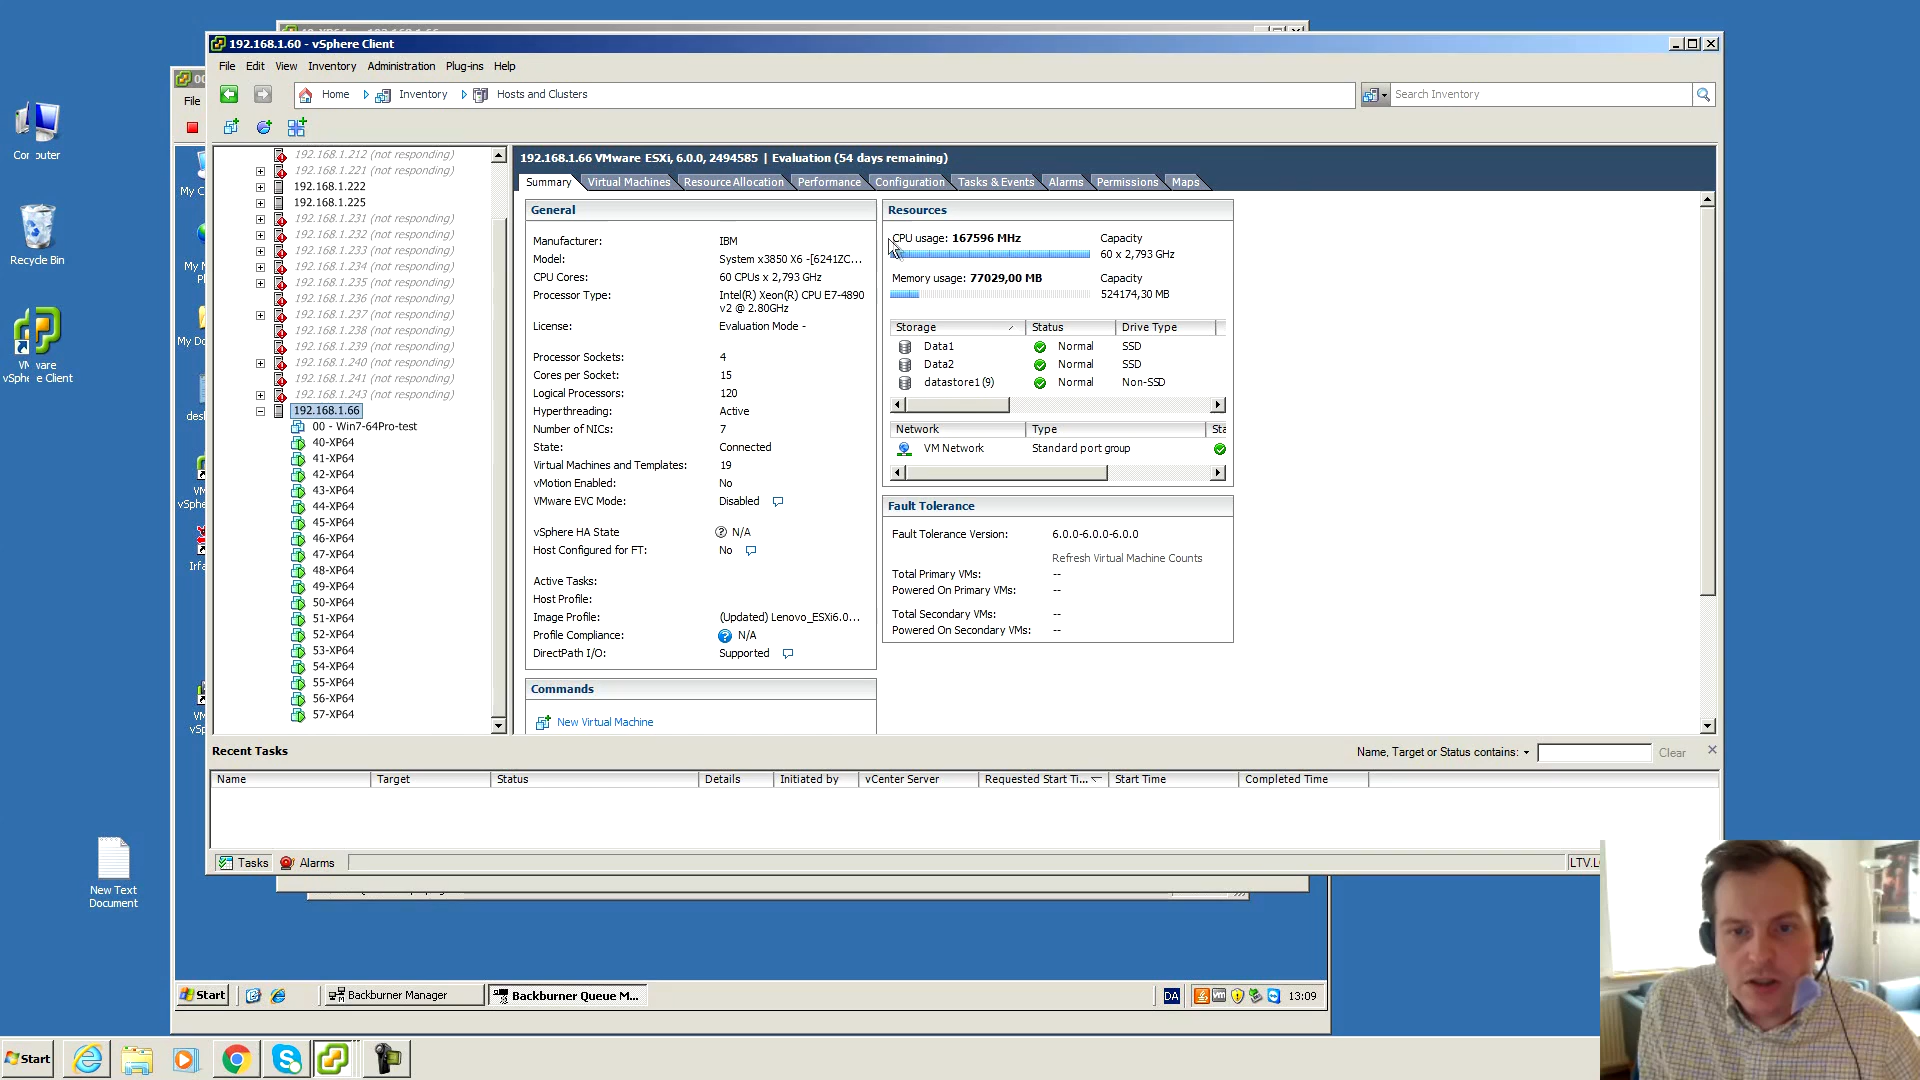 192.168.1.60 - vSphere Client
File Edit View Inventory Administration Plug-ins Help
Home Inventory Hosts and Clusters
Search Inventory
192.168.1.212 (not responding)
192.168.1.221 (not responding)
192.168.1.222
192.168.1.225
192.168.1.231 (not responding)
192.168.1.232 (not responding)
192.168.1.233 (not responding)
192.168.1.234 (not responding)
192.168.1.235 (not responding)
192.168.1.236 (not responding)
192.168.1.237 (not responding)
192.168.1.238 (not responding)
192.168.1.239 (not responding)
192.168.1.240 (not responding)
192.168.1.241 (not responding)
192.168.1.243 (not responding)
192.168.1.66
00 - Win7-64Pro-test
40-XP64
41-XP64
42-XP64
43-XP64
44-XP64
45-XP64
46-XP64
47-XP64
48-XP64
49-XP64
50-XP64
51-XP64
52-XP64
53-XP64
54-XP64
55-XP64
56-XP64
57-XP64
192.168.1.66 VMware ESXi, 6.0.0, 2494585 | Evaluation (54 days remaining)
Summary Virtual Machines Resource Allocation Performance Configuration Tasks & Events Alarms Permissions Maps
General
Manufacturer: IBM
Model: System x3850 X6 -[6241ZC...
CPU Cores: 60 CPUs x 2,793 GHz
Processor Type: Intel(R) Xeon(R) CPU E7-4890
v2 @ 2.80GHz
License: Evaluation Mode -
Processor Sockets: 4
Cores per Socket: 15
Logical Processors: 120
Hyperthreading: Active
Number of NICs: 7
State: Connected
Virtual Machines and Templates: 19
vMotion Enabled: No
VMware EVC Mode: Disabled
vSphere HA State N/A
Host Configured for FT: No
Active Tasks:
Host Profile:
Image Profile: (Updated) Lenovo_ESXi6.0...
Profile Compliance: N/A
DirectPath I/O: Supported
Commands
New Virtual Machine
Resources
CPU usage: 167596 MHz Capacity
60 x 2,793 GHz
Memory usage: 77029,00 MB Capacity
524174,30 MB
Storage Status Drive Type
Data1 Normal SSD
Data2 Normal SSD
datastore1 (9) Normal Non-SSD
Network Type Sta
VM Network Standard port group
Fault Tolerance
Fault Tolerance Version: 6.0.0-6.0.0-6.0.0
Refresh Virtual Machine Counts
Total Primary VMs: --
Powered On Primary VMs: --
Total Secondary VMs: --
Powered On Secondary VMs: --
Recent Tasks
Name, Target or Status contains: Clear
Name Target Status Details Initiated by vCenter Server Requested Start Ti... Start Time Completed Time
Tasks Alarms
File
My Do
desk
Irfa
Recycle Bin
vSphere Client
New Text
Document
Start Backburner Manager Backburner Queue M... DA 13:09
Start